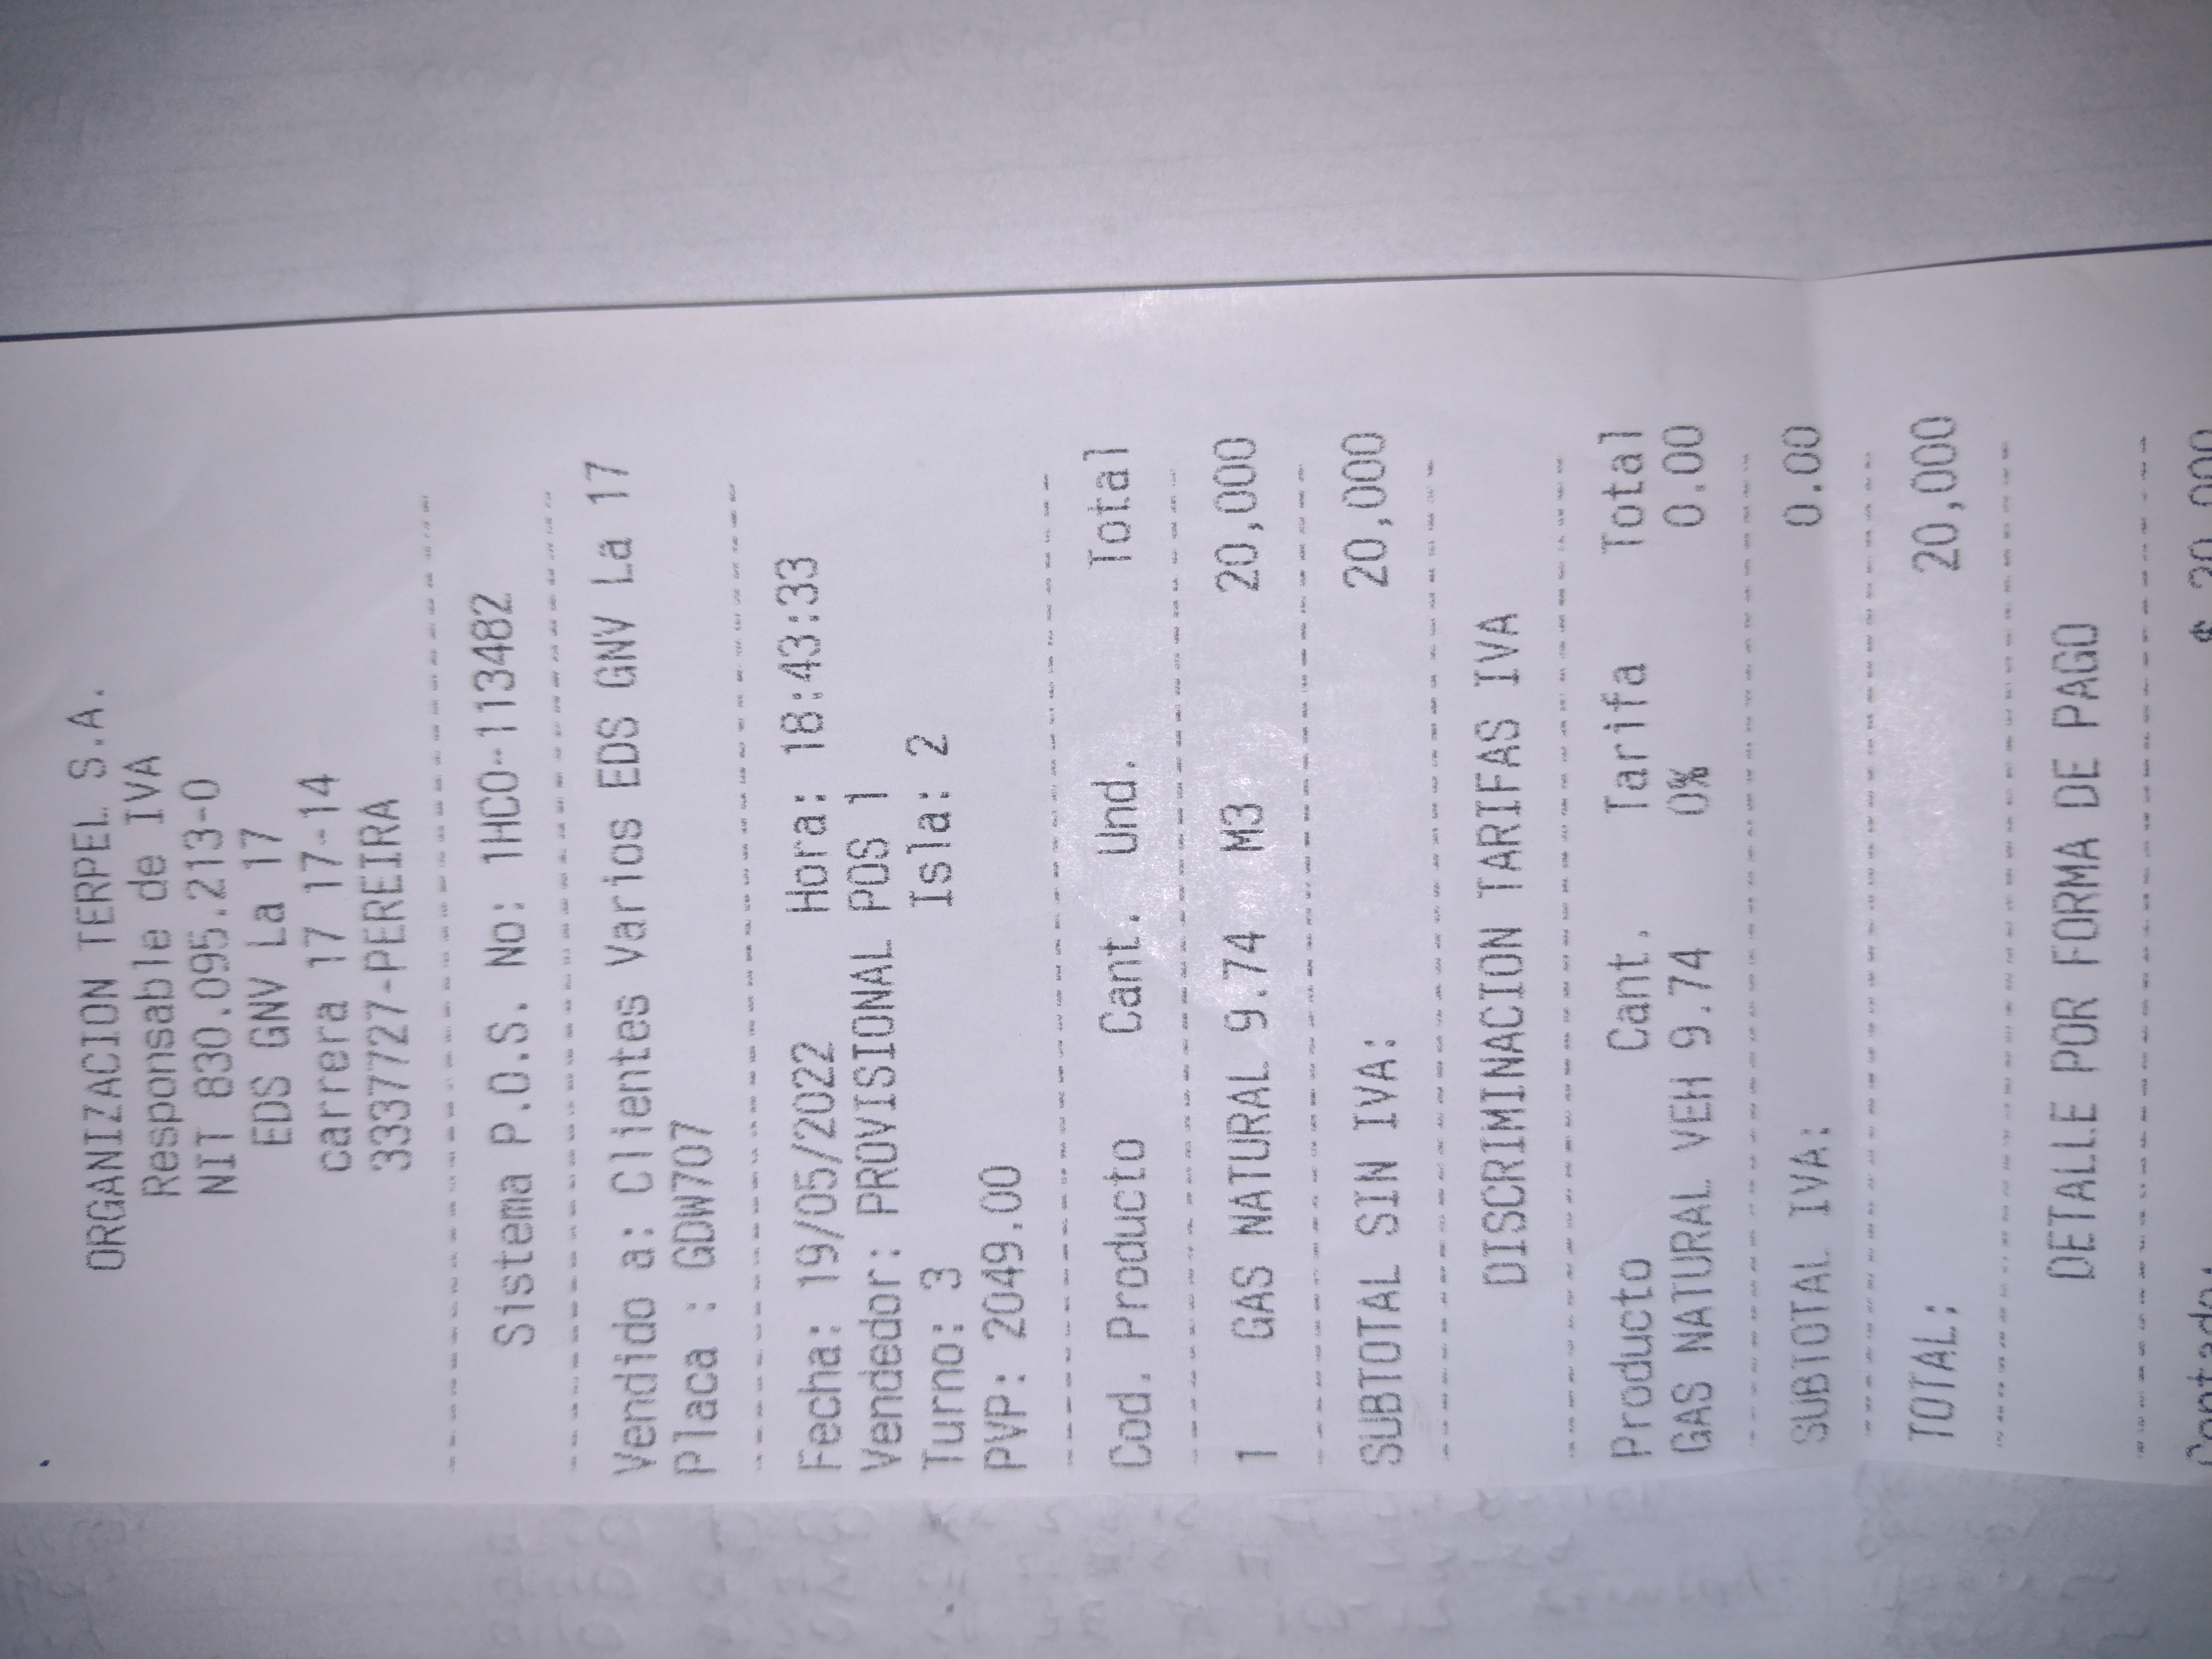 ORGANIZACION TERPEL S.A.
Responsable de IVA
NIT 830.095.213-0
EDS GNV La 17
carrera 17 17-14
3337727-PEREIRA
Sistema P.O.S. No: 1HCO-113482
Vendido a: Clientes Varios EDS GNV La 17
Placa : GDW707
Fecha: 19/05/2022 Hora: 18:43:33
Vendedor: PROVISIONAL POS 1
Turno: 3 Isla: 2
PVP: 2049.00
Cod. Producto Cant. Und. Total
1 GAS NATURAL 9.74 M3 20,000
SUBTOTAL SIN IVA: 20,000
DISCRIMINACION TARIFAS IVA
Producto Cant. Tarifa Total
GAS NATURAL VEH 9.74 0% 0.00
SUBTOTAL IVA: 0.00
TOTAL: 20,000
DETALLE POR FORMA DE PAGO
$ 20,000